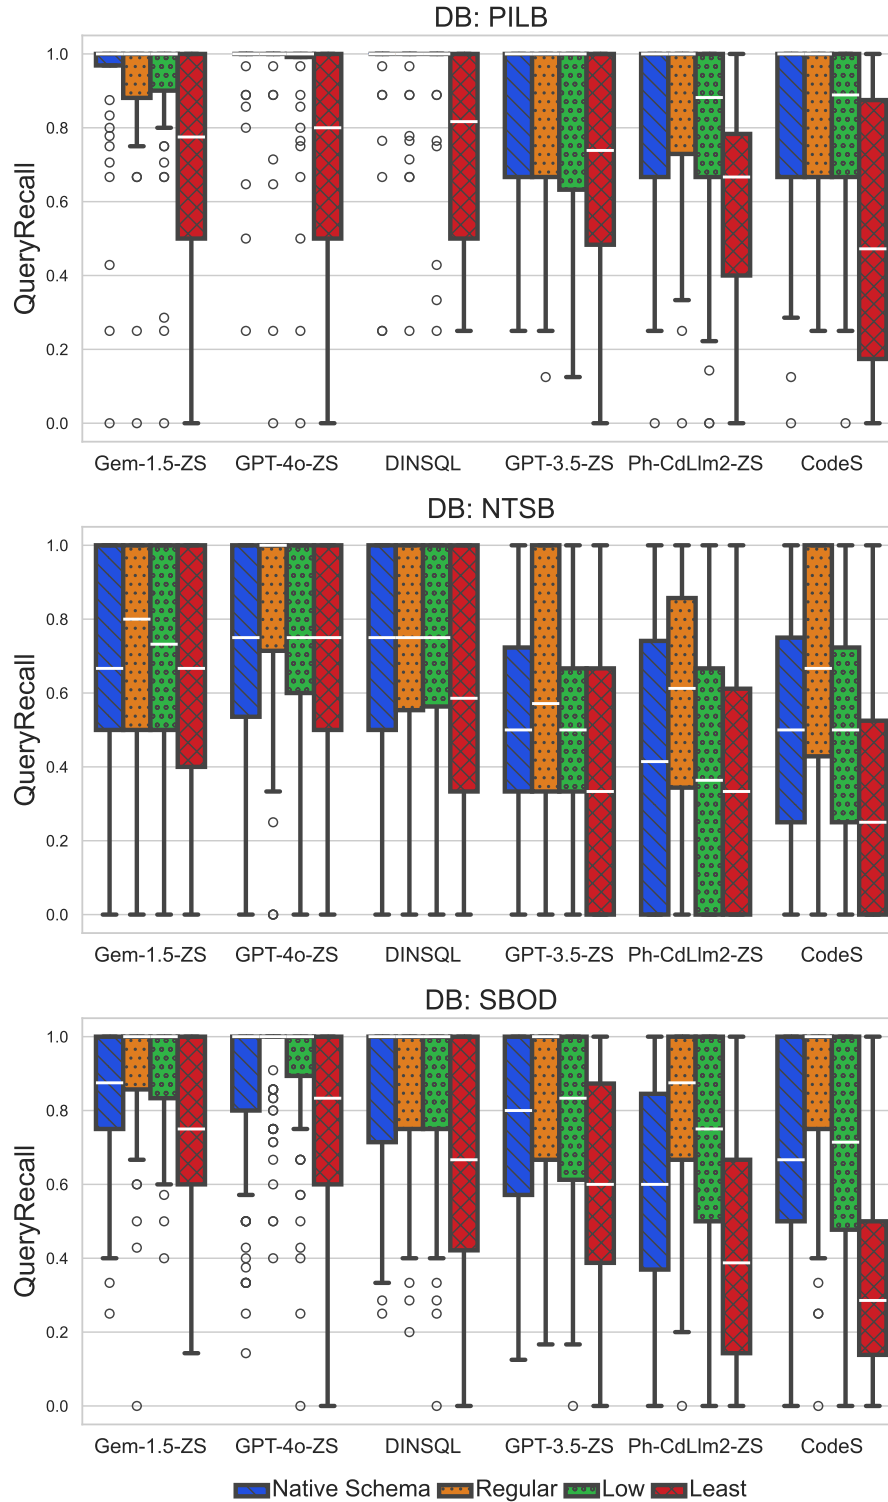 DB: PILB
QueryRecall
1.0
0.8
0.6
0.4
0.2
0.0
Gem-1.5-ZS GPT-4o-ZS DINSQL GPT-3.5-ZS Ph-CdLlm2-ZS CodeS
DB: NTSB
QueryRecall
1.0
0.8
0.6
0.4
0.2
0.0
Gem-1.5-ZS GPT-4o-ZS DINSQL GPT-3.5-ZS Ph-CdLlm2-ZS CodeS
DB: SBOD
QueryRecall
1.0
0.8
0.6
0.4
0.2
0.0
Gem-1.5-ZS GPT-4o-ZS DINSQL GPT-3.5-ZS Ph-CdLlm2-ZS CodeS
Native Schema Regular Low Least